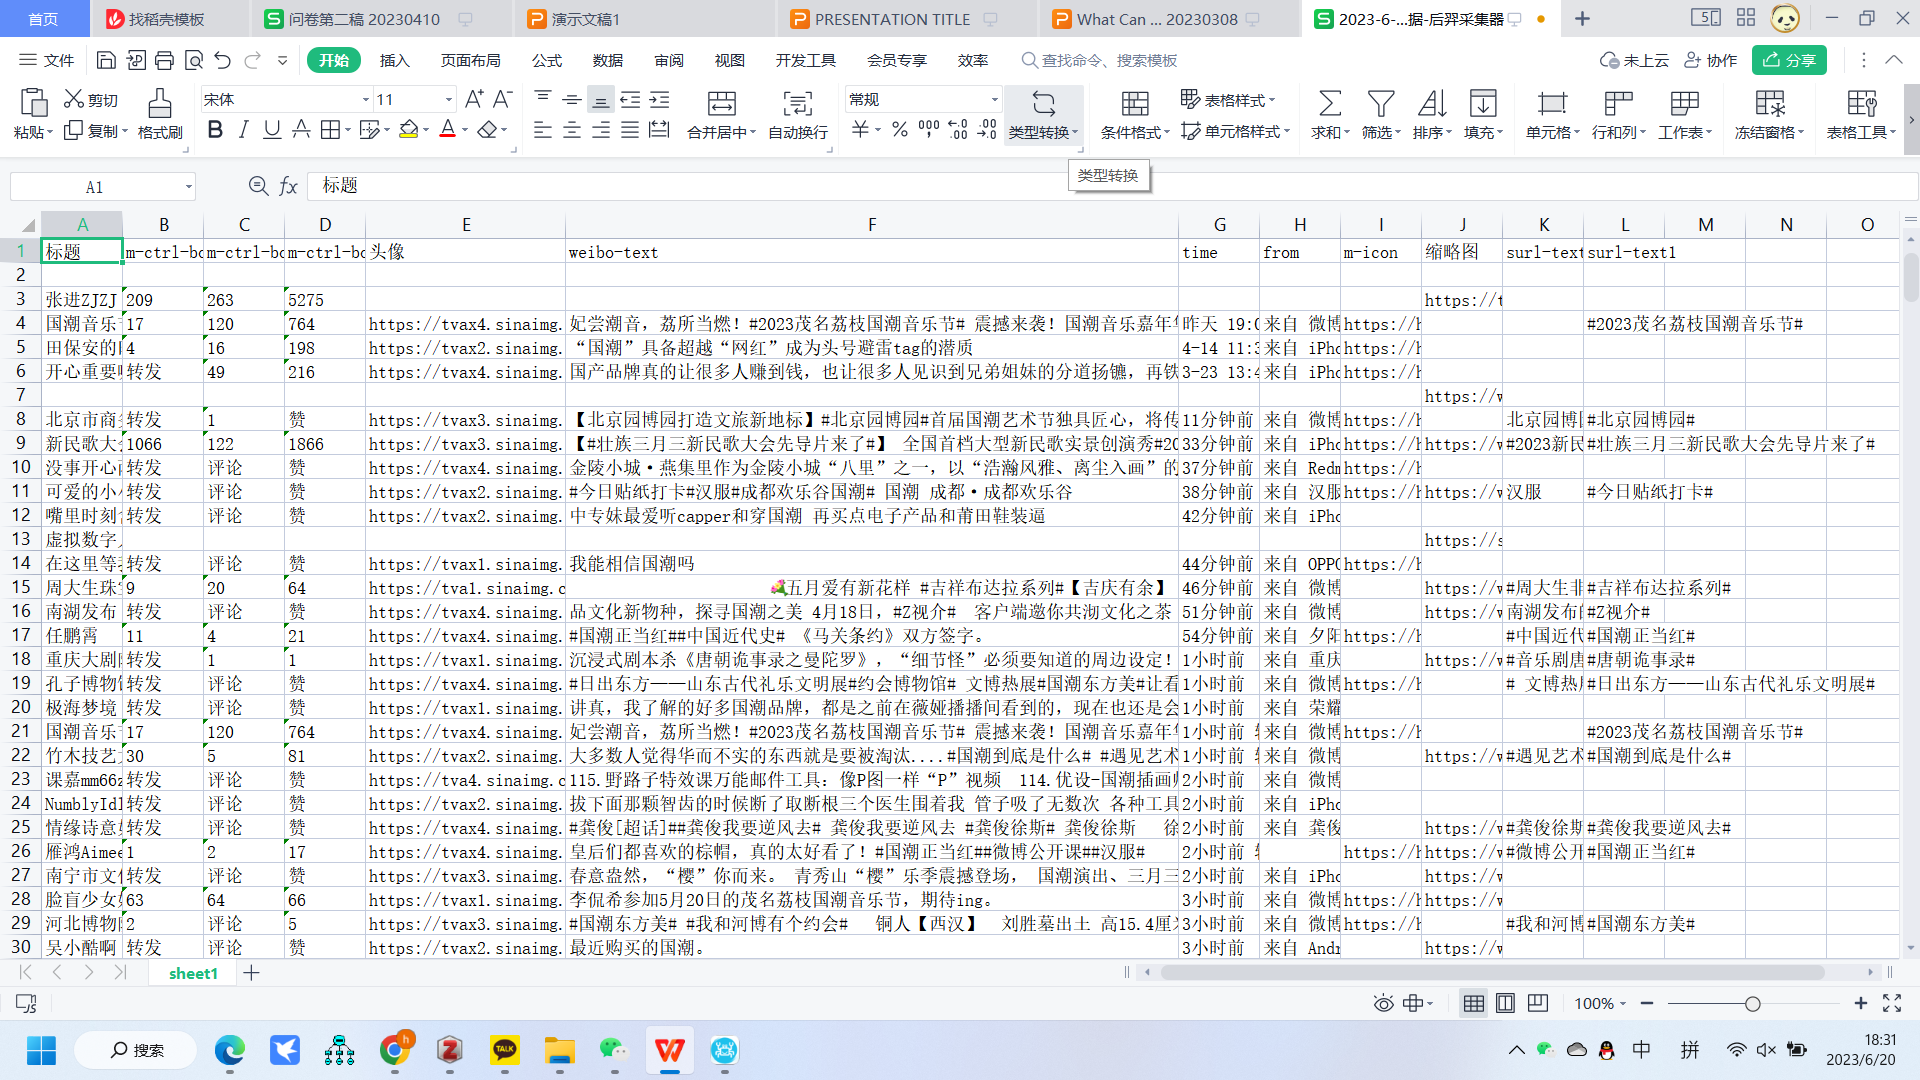 首页 找稻壳模板 问卷第二稿 20230410 演示文稿1 PRESENTATION TITLE What Can ... 20230308 2023-6-...据-后羿采集器
文件 开始 插入 页面布局 公式 数据 审阅 视图 开发工具 会员专享 效率 查找命令、搜索模板 未上云 协作 分享
剪切 宋体 11 常规 表格样式
粘贴 复制 格式刷 合并居中 自动换行 类型转换 条件格式 单元格样式 求和 筛选 排序 填充 单元格 行和列 工作表 冻结窗格 表格工具
类型转换
A1 fx 标题
A B C D E F G H I J K L M N O
1 标题 m-ctrl-bo m-ctrl-bo m-ctrl-bo 头像 weibo-text time from m-icon 缩略图 surl-text surl-text1
2
3 张进ZJZJ 209 263 5275 https://t
4 国潮音乐 17 120 764 https://tvax4.sinaimg. 妃尝潮音，荔所当燃！#2023茂名荔枝国潮音乐节# 震撼来袭！国潮音乐嘉年 昨天 19:0 来自 微博 https://h #2023茂名荔枝国潮音乐节#
5 田保安的 4 16 198 https://tvax2.sinaimg. “国潮”具备超越“网红”成为头号避雷tag的潜质 4-14 11:3 来自 iPho https://h
6 开心重要 转发 49 216 https://tvax4.sinaimg. 国产品牌真的让很多人赚到钱，也让很多人见识到兄弟姐妹的分道扬镳，再铁 3-23 13:4 来自 iPho https://h
7 https://w
8 北京市商 转发 1 赞 https://tvax3.sinaimg. 【北京园博园打造文旅新地标】#北京园博园#首届国潮艺术节独具匠心，将传 11分钟前 来自 微博 https://h 北京园博 #北京园博园#
9 新民歌大 1066 122 1866 https://tvax3.sinaimg. 【#壮族三月三新民歌大会先导片来了#】 全国首档大型新民歌实景创演秀#20 33分钟前 来自 iPho https://h https://w #2023新民 #壮族三月三新民歌大会先导片来了#
10 没事开心 转发 评论 赞 https://tvax4.sinaimg. 金陵小城·燕集里作为金陵小城“八里”之一，以“浩瀚风雅、离尘入画”的 37分钟前 来自 Redm https://h
11 可爱的小 转发 评论 赞 https://tvax2.sinaimg. #今日贴纸打卡#汉服#成都欢乐谷国潮# 国潮 成都·成都欢乐谷 38分钟前 来自 汉服 https://h https://w 汉服 #今日贴纸打卡#
12 嘴里时刻 转发 评论 赞 https://tvax2.sinaimg. 中专妹最爱听capper和穿国潮 再买点电子产品和莆田鞋装逼 42分钟前 来自 iPho
13 虚拟数字 https://s
14 在这里等 转发 评论 赞 https://tvax1.sinaimg. 我能相信国潮吗 44分钟前 来自 OPPO https://h
15 周大生珠 9 20 64 https://tva1.sinaimg.c 五月爱有新花样 #吉祥布达拉系列#【吉庆有余】 46分钟前 来自 微博 https://w #周大生非 #吉祥布达拉系列#
16 南湖发布 转发 评论 赞 https://tvax4.sinaimg. 品文化新物种，探寻国潮之美 4月18日，#Z视介# 客户端邀你共沏文化之茶 51分钟前 来自 微博 https://w 南湖发布 #Z视介#
17 任鹏霄 11 4 21 https://tvax4.sinaimg. #国潮正当红##中国近代史# 《马关条约》双方签字。 54分钟前 来自 夕阳 https://h #中国近代 #国潮正当红#
18 重庆大剧 转发 1 1 https://tvax1.sinaimg. 沉浸式剧本杀《唐朝诡事录之曼陀罗》，“细节怪”必须要知道的周边设定！ 1小时前 来自 重庆 https://w #音乐剧唐 #唐朝诡事录#
19 孔子博物馆 转发 评论 赞 https://tvax4.sinaimg. #日出东方——山东古代礼乐文明展#约会博物馆# 文博热展#国潮东方美#让看 1小时前 来自 微博 https://h # 文博热 #日出东方——山东古代礼乐文明展#
20 极海梦境 转发 评论 赞 https://tvax1.sinaimg. 讲真，我了解的好多国潮品牌，都是之前在薇娅播播间看到的，现在也还是会 1小时前 来自 荣耀
21 国潮音乐 17 120 764 https://tvax4.sinaimg. 妃尝潮音，荔所当燃！#2023茂名荔枝国潮音乐节# 震撼来袭！国潮音乐嘉年 1小时前 来自 微博 https://h #2023茂名荔枝国潮音乐节#
22 竹木技艺 30 5 81 https://tvax2.sinaimg. 大多数人觉得华而不实的东西就是要被淘汰....#国潮到底是什么# #遇见艺术 1小时前 来自 微博 https://w #遇见艺术 #国潮到底是什么#
23 课嘉mm66z 转发 评论 赞 https://tva4.sinaimg.c 115.野路子特效课万能邮件工具：像P图一样“P”视频 114.优设-国潮插画师 2小时前 来自 微博
24 NumblyIdl 转发 评论 赞 https://tvax2.sinaimg. 拔下面那颗智齿的时候断了取断根三个医生围着我 管子吸了无数次 各种工具 2小时前 来自 iPho
25 情缘诗意 转发 评论 赞 https://tvax4.sinaimg. #龚俊[超话]##龚俊我要逆风去# 龚俊我要逆风去 #龚俊徐斯# 龚俊徐斯 徐 2小时前 来自 龚俊 https://w #龚俊徐斯 #龚俊我要逆风去#
26 雁鸿Aimee 1 2 17 https://tvax4.sinaimg. 皇后们都喜欢的棕帽，真的太好看了！#国潮正当红##微博公开课##汉服# 2小时前 https://h https://w #微博公开 #国潮正当红#
27 南宁市文 转发 评论 赞 https://tvax3.sinaimg. 春意盎然，“樱”你而来。 青秀山“樱”乐季震撼登场， 国潮演出、三月三 2小时前 来自 iPho https://w
28 脸盲少女 63 64 66 https://tvax1.sinaimg. 李侃希参加5月20日的茂名荔枝国潮音乐节，期待ing。 3小时前 来自 微博 https://h https://w
29 河北博物 2 评论 5 https://tvax3.sinaimg. #国潮东方美# #我和河博有个约会# 铜人【西汉】 刘胜墓出土 高15.4厘米 3小时前 来自 微博 https://h https://w #我和河博 #国潮东方美#
30 吴小酷啊 转发 评论 赞 https://tvax2.sinaimg. 最近购买的国潮。 3小时前 来自 Andr https://w
sheet1
100%
搜索 中 拼 18:31
2023/6/20